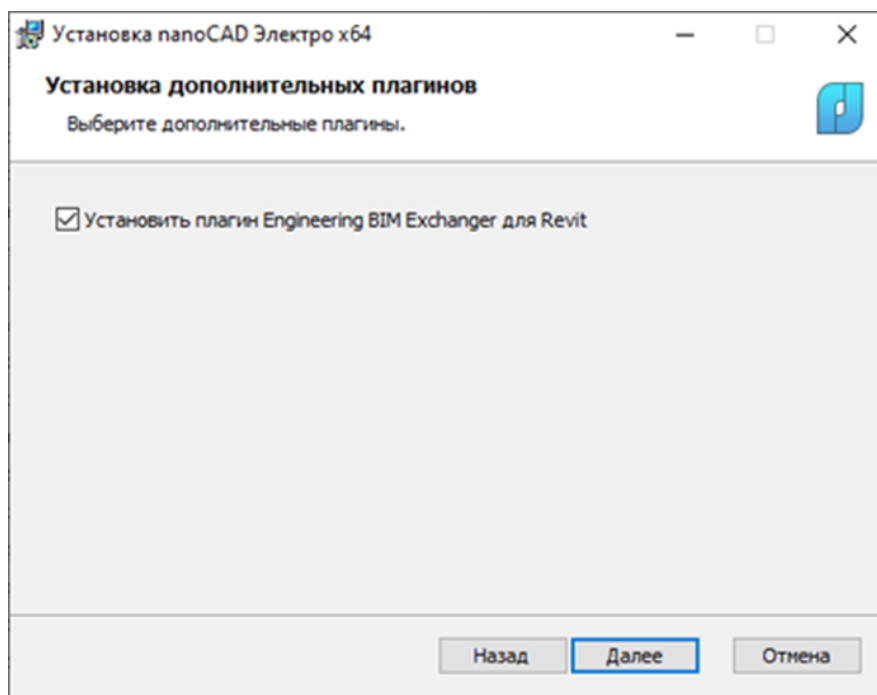 Установка nanoCAD Электро x64
Установка дополнительных плагинов
Выберите дополнительные плагины.
Установить плагин Engineering BIM Exchanger для Revit
Назад
Далее
Отмена